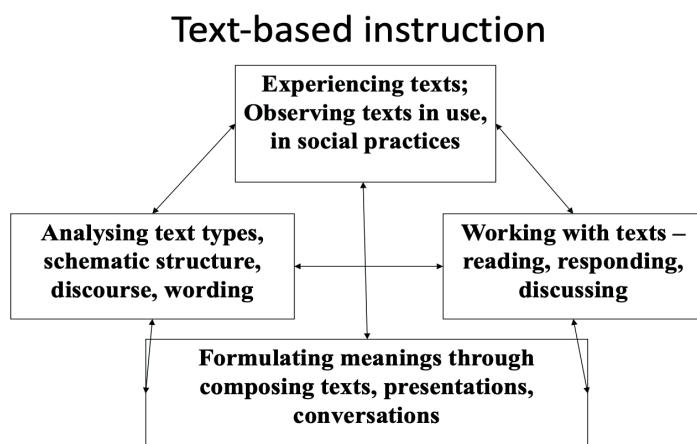 Text-based instruction
Experiencing texts;
Observing texts in use,
in social practices
Analysing text types,
schematic structure,
discourse, wording
Working with texts –
reading, responding,
discussing
Formulating meanings through
composing texts, presentations,
conversations